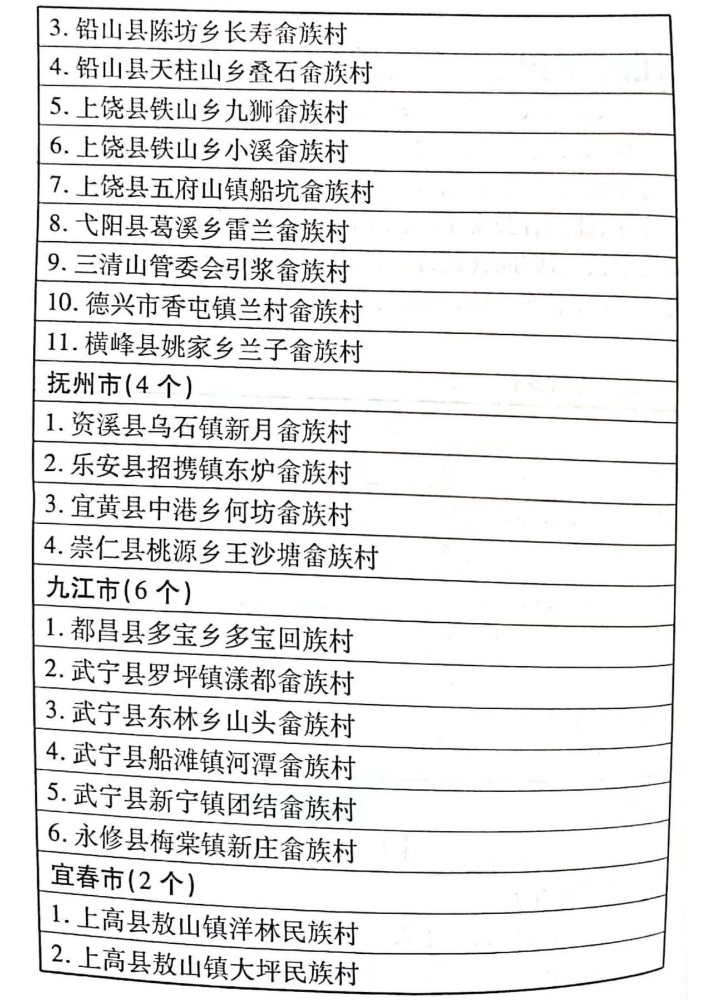 3. 铅山县陈坊乡长寿畲族村
4. 铅山县天柱山乡叠石畲族村
5. 上饶县铁山乡九狮畲族村
6. 上饶县铁山乡小溪畲族村
7. 上饶县五府山镇船坑畲族村
8. 弋阳县葛溪乡雷兰畲族村
9. 三清山管委会引浆畲族村
10. 德兴市香屯镇兰村畲族村
11. 横峰县姚家乡兰子畲族村
抚州市(4 个)
1. 资溪县乌石镇新月畲族村
2. 乐安县招携镇东炉畲族村
3. 宜黄县中港乡何坊畲族村
4. 崇仁县桃源乡王沙塘畲族村
九江市(6 个)
1. 都昌县多宝乡多宝回族村
2. 武宁县罗坪镇漾都畲族村
3. 武宁县东林乡山头畲族村
4. 武宁县船滩镇河潭畲族村
5. 武宁县新宁镇团结畲族村
6. 永修县梅棠镇新庄畲族村
宜春市(2 个)
1. 上高县敖山镇洋林民族村
2. 上高县敖山镇大坪民族村